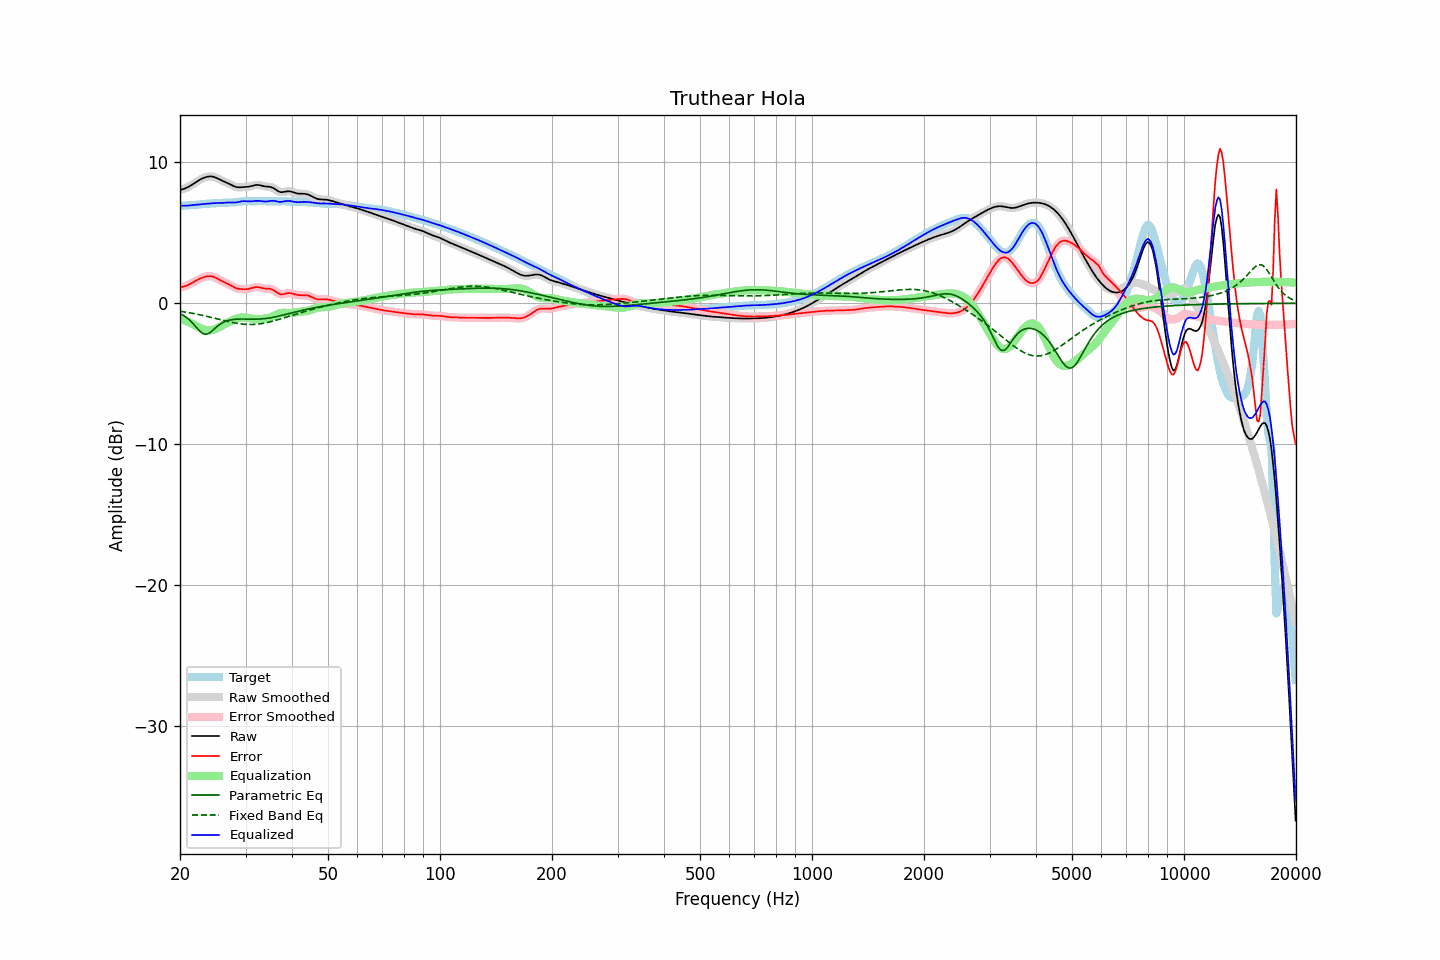 Truthear Hola
10
0
−10
−20
−30
Amplitude (dBr)
Target
Raw Smoothed
Error Smoothed
Raw
Error
Equalization
Parametric Eq
Fixed Band Eq
Equalized
20 50 100 200 500 1000 2000 5000 10000 20000
Frequency (Hz)